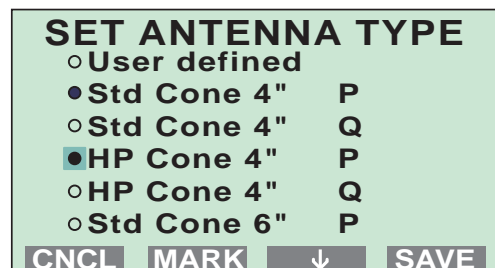 SET ANTENNA TYPE
User defined
Std Cone 4" P
Std Cone 4" Q
HP Cone 4" P
HP Cone 4" Q
Std Cone 6" P
CNCL MARK ↓ SAVE